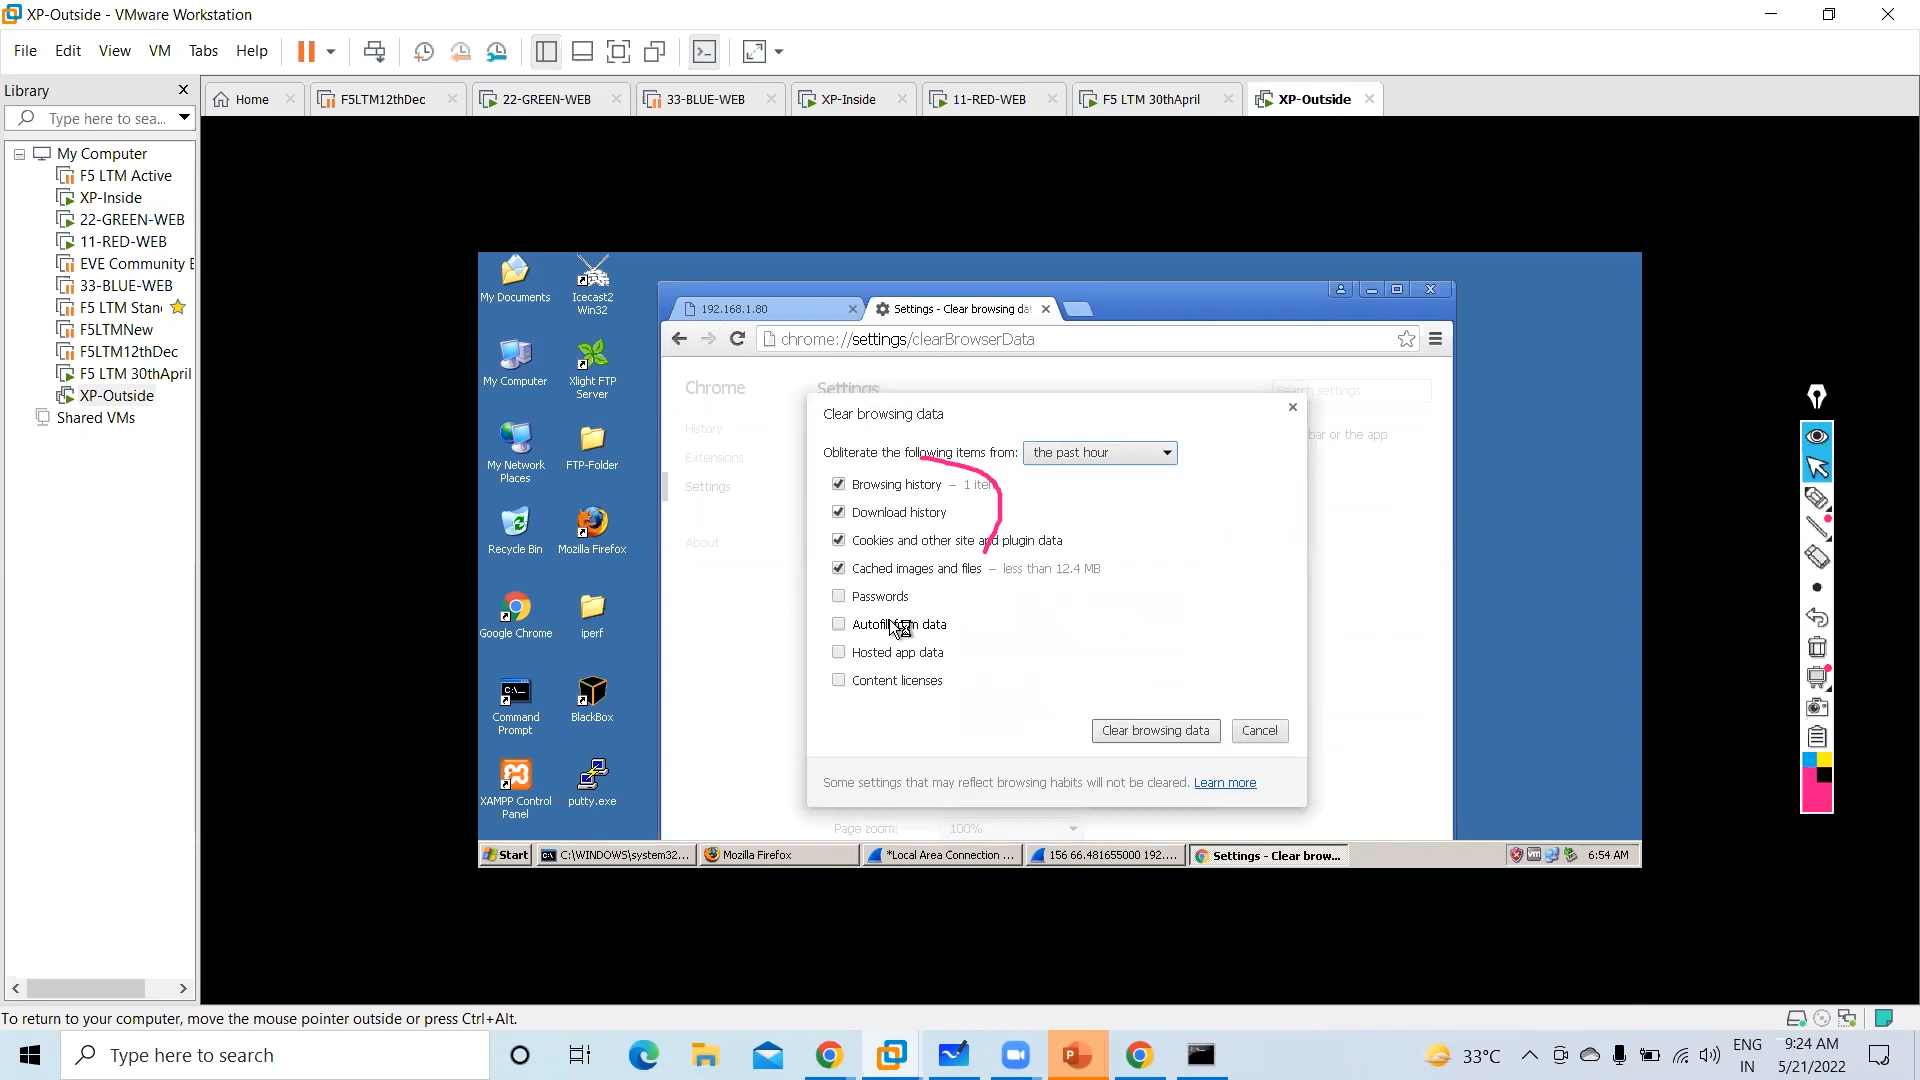 XP-Outside - VMware Workstation
File Edit View VM Tabs Help
Library
Type here to sea...
Home
F5LTM12thDec
22-GREEN-WEB
33-BLUE-WEB
XP-Inside
11-RED-WEB
F5 LTM 30thApril
XP-Outside
My Computer
F5 LTM Active
XP-Inside
22-GREEN-WEB
11-RED-WEB
EVE Community E
33-BLUE-WEB
F5 LTM Stan
F5LTMNew
F5LTM12thDec
F5 LTM 30thApril
XP-Outside
Shared VMs
My Documents
Icecast2
Win32
My Computer
Xlight FTP
Server
My Network
Places
FTP-Folder
Recycle Bin
Mozilla Firefox
Google Chrome
iperf
Command
Prompt
BlackBox
XAMPP Control
Panel
putty.exe
192.168.1.80
Settings - Clear browsing dat
chrome://settings/clearBrowserData
Chrome
History
Extensions
Settings
About
Settings
Search settings
bar or the app
Clear browsing data
Obliterate the following items from: the past hour
Browsing history – 1 item
Download history
Cookies and other site and plugin data
Cached images and files – less than 12.4 MB
Passwords
Autofill form data
Hosted app data
Content licenses
Clear browsing data
Cancel
Some settings that may reflect browsing habits will not be cleared. Learn more
Page zoom: 100%
Start
C:\WINDOWS\system32...
Mozilla Firefox
*Local Area Connection ...
156 66.481655000 192....
Settings - Clear brow...
6:54 AM
To return to your computer, move the mouse pointer outside or press Ctrl+Alt.
Type here to search
33°C
ENG
IN
9:24 AM
5/21/2022